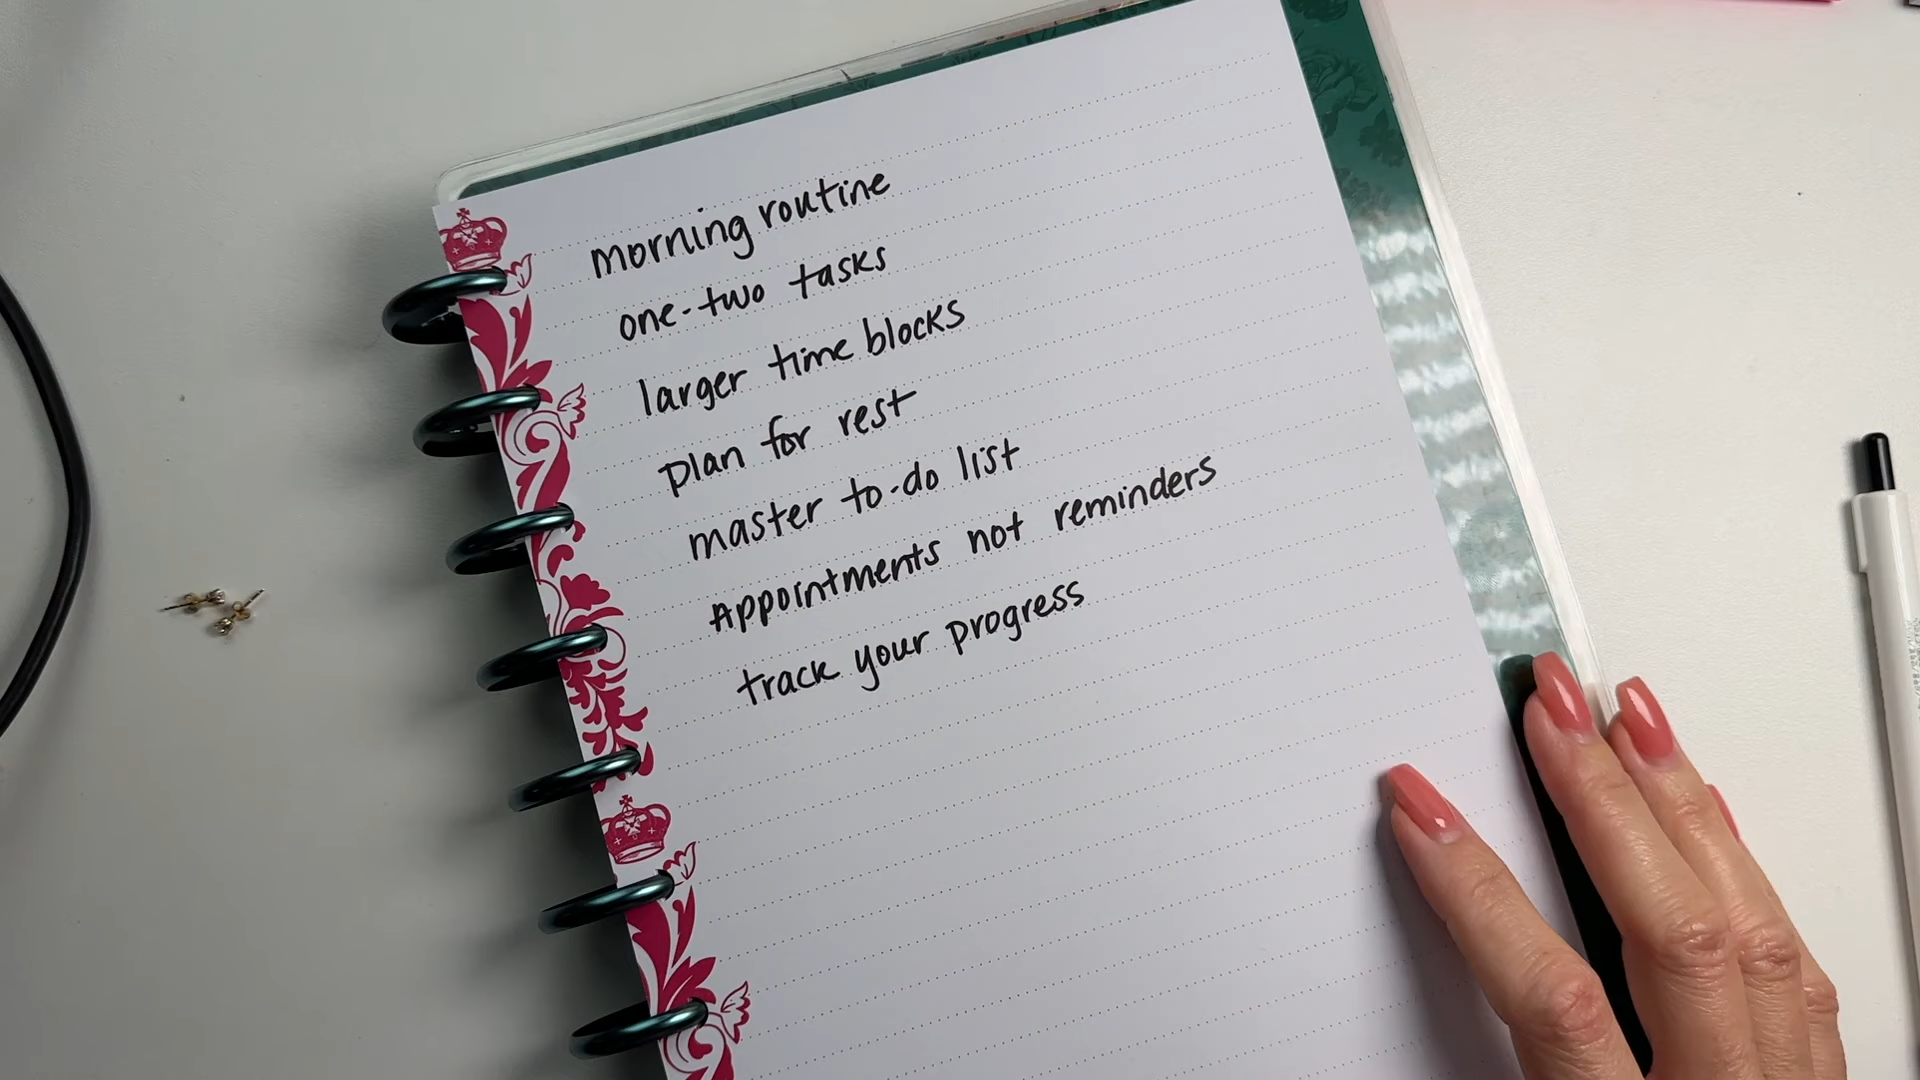 morning routine
one-two tasks
larger time blocks
plan for rest
master to-do list
Appointments not reminders
track your progress